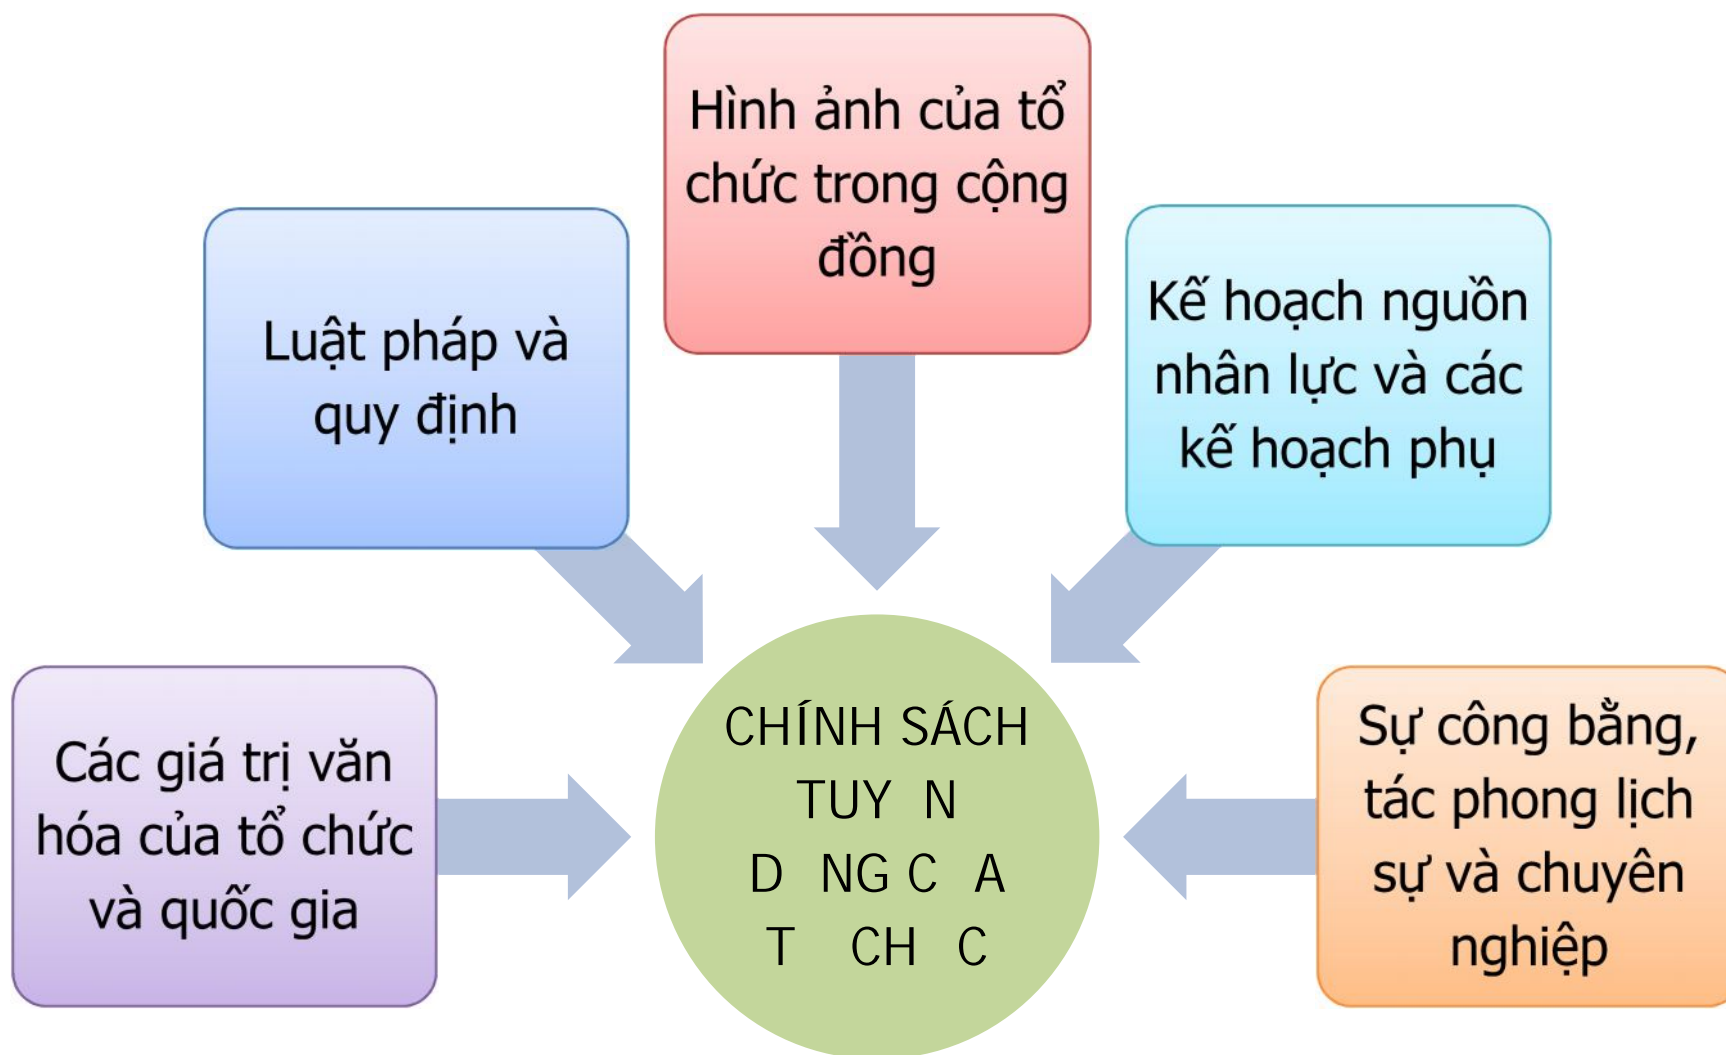 Hình ảnh của tổ
chức trong cộng
đồng
Luật pháp và
quy định
Kế hoạch nguồn
nhân lực và các
kế hoạch phụ
Các giá trị văn
hóa của tổ chức
và quốc gia
CHÍNH SÁCH
TUY N
D NG C A
T CH C
Sự công bằng,
tác phong lịch
sự và chuyên
nghiệp